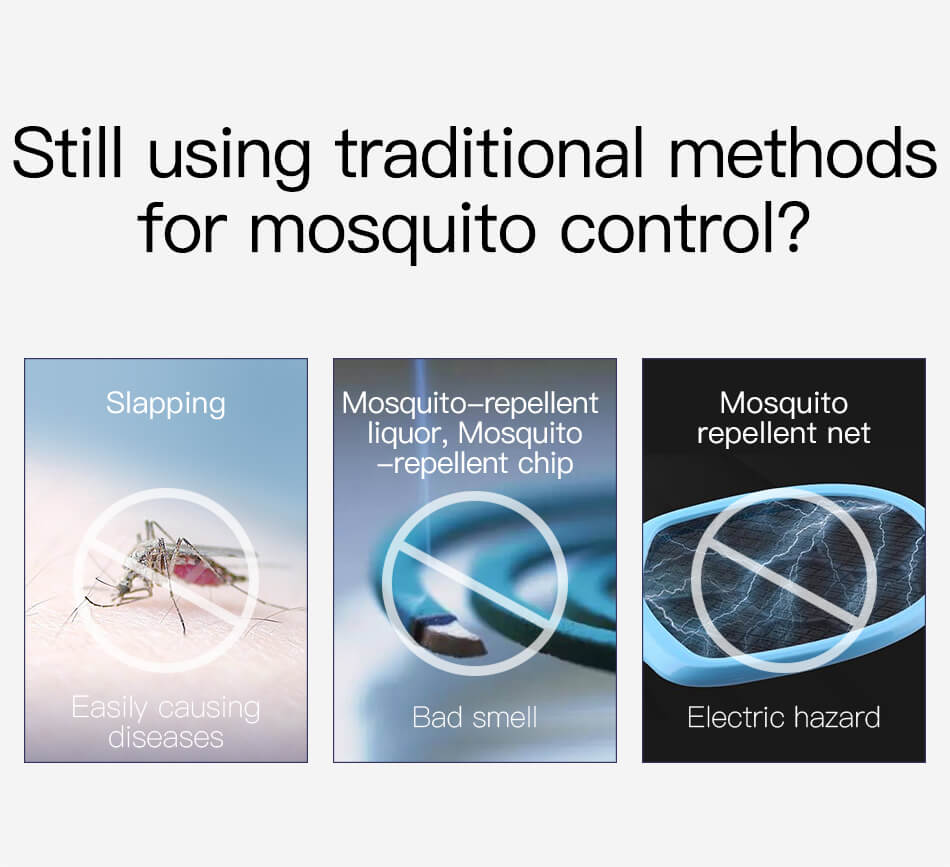 Still using traditional methods
for mosquito control?
Slapping
Easily causing
diseases
Mosquito-repellent
liquor, Mosquito
-repellent chip
Bad smell
Mosquito
repellent net
Electric hazard